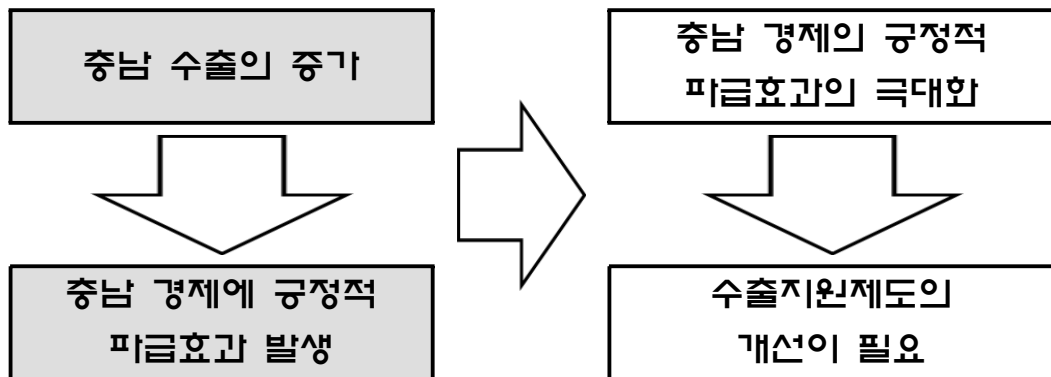 충남 수출의 증가
충남 경제에 긍정적
파급효과 발생
충남 경제의 긍정적
파급효과의 극대화
수출지원제도의
개선이 필요